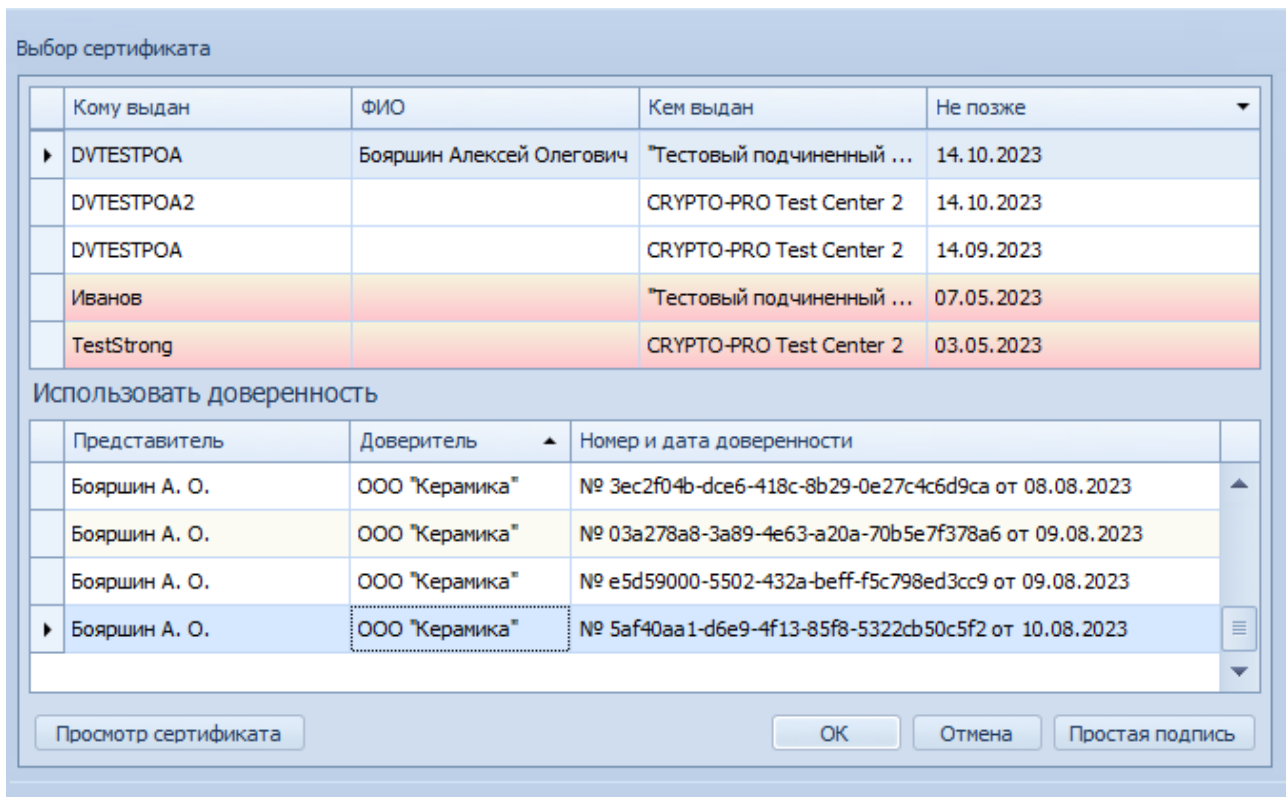 Выбор сертификата
Кому выдан ФИО Кем выдан Не позже
DVTESTPOA Бояршин Алексей Олегович "Тестовый подчиненный ... 14.10.2023
DVTESTPOA2 CRYPTO-PRO Test Center 2 14.10.2023
DVTESTPOA CRYPTO-PRO Test Center 2 14.09.2023
Иванов "Тестовый подчиненный ... 07.05.2023
TestStrong CRYPTO-PRO Test Center 2 03.05.2023
Использовать доверенность
Представитель Доверитель Номер и дата доверенности
Бояршин А. О. ООО "Керамика" № 3ec2f04b-dce6-418c-8b29-0e27c4c6d9ca от 08.08.2023
Бояршин А. О. ООО "Керамика" № 03a278a8-3a89-4e63-a20a-70b5e7f378a6 от 09.08.2023
Бояршин А. О. ООО "Керамика" № e5d59000-5502-432a-beff-f5c798ed3cc9 от 09.08.2023
Бояршин А. О. ООО "Керамика" № 5af40aa1-d6e9-4f13-85f8-5322cb50c5f2 от 10.08.2023
Просмотр сертификата ОК Отмена Простая подпись